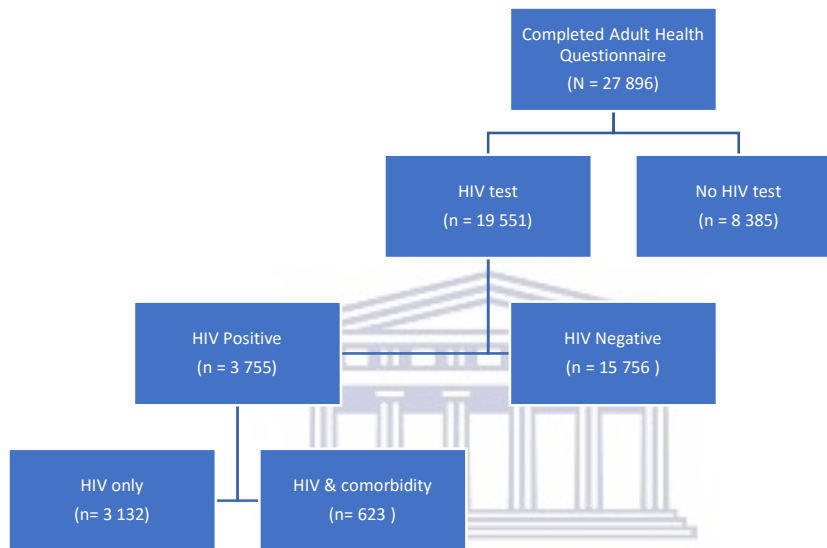 Completed Adult Health
Questionnaire
(N = 27 896)
HIV test
(n = 19 551)
No HIV test
(n = 8 385)
HIV Positive
(n = 3 755)
HIV Negative
(n = 15 756 )
HIV only
(n= 3 132)
HIV & comorbidity
(n= 623 )